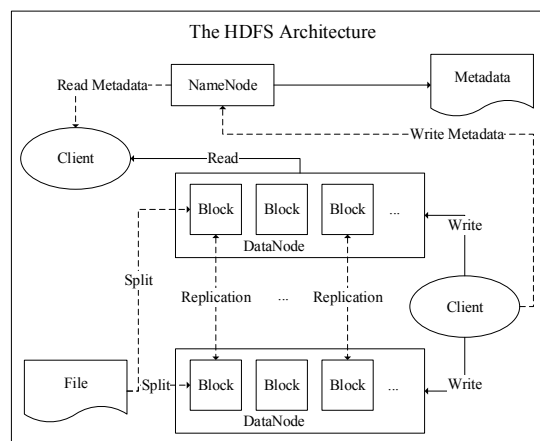 The HDFS Architecture
Read Metadata
NameNode
Metadata
Write Metadata
Client
Read
Block
Block
Block
...
DataNode
Write
Split
Replication
...
Replication
Client
File
Split
Block
Block
Block
...
Write
DataNode